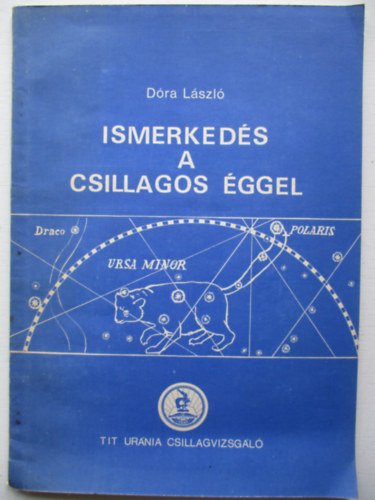 Dóra László
ISMERKEDÉS
A
CSILLAGOS ÉGGEL
Draco
POLARIS
URSA MINOR
TIT URANIA CSILLAGVIZSGÁLÓ